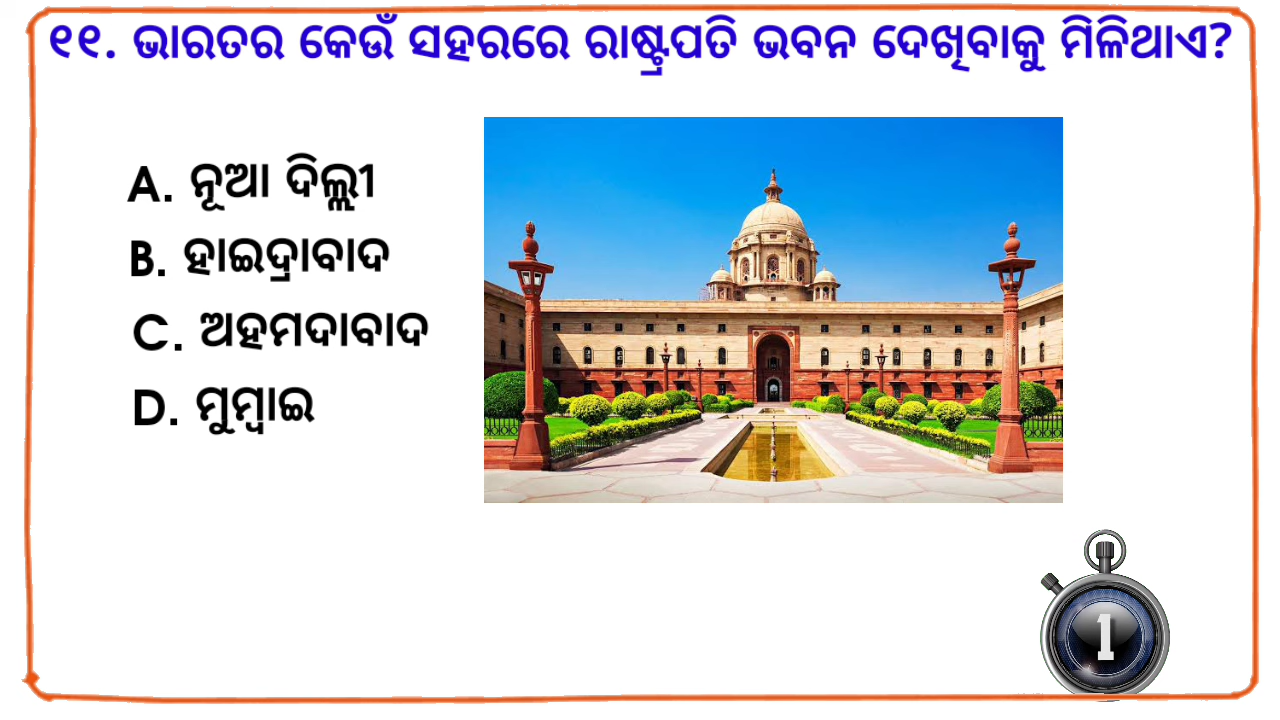 ୧୧. ଭାରତର କେଉଁ ସହରରେ ରାଷ୍ଟ୍ରପତି ଭବନ ଦେଖିବାକୁ ମିଳିଥାଏ?
A. ନୂଆ ଦିଲ୍ଲୀ
B. ହାଇଦ୍ରାବାଦ
C. ଅହମଦାବାଦ
D. ମୁମ୍ବାଇ
1